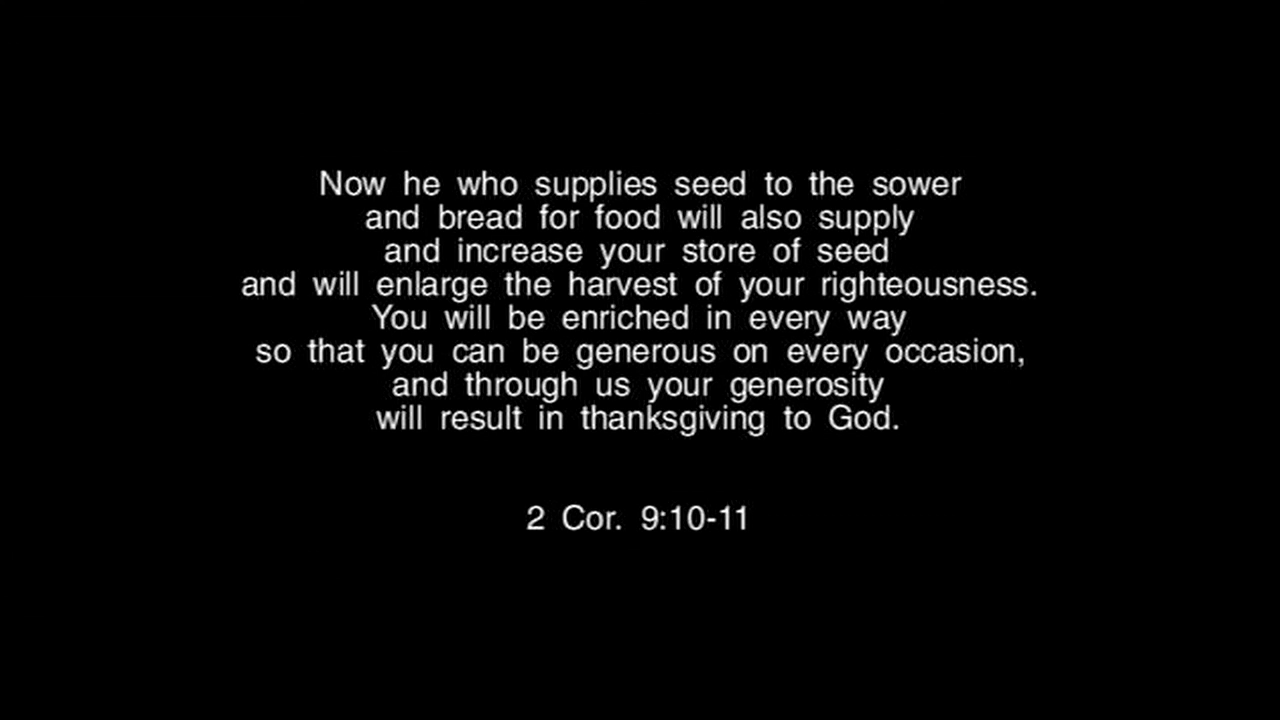 Now he who supplies seed to the sower
and bread for food will also supply
and increase your store of seed
and will enlarge the harvest of your righteousness.
You will be enriched in every way
so that you can be generous on every occasion,
and through us your generosity
will result in thanksgiving to God.
2 Cor. 9:10-11